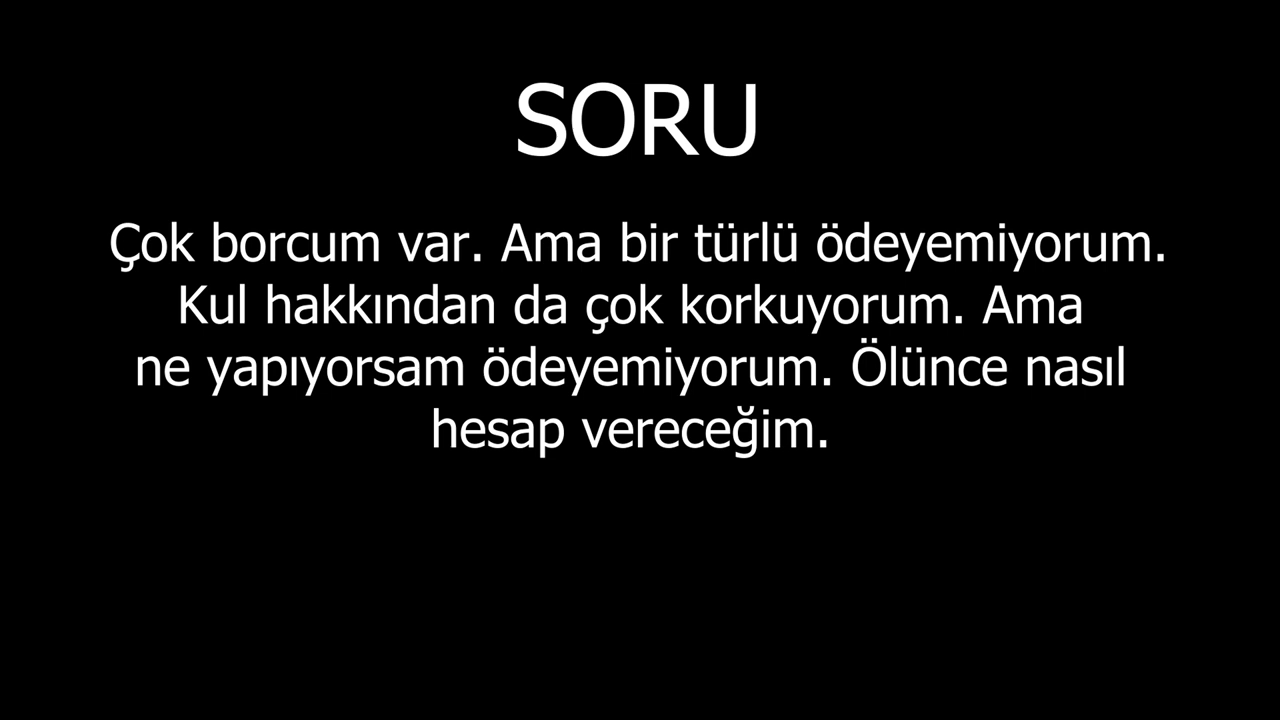 SORU
Çok borcum var. Ama bir türlü ödeyemiyorum.
Kul hakkından da çok korkuyorum. Ama
ne yapıyorsam ödeyemiyorum. Ölünce nasıl
hesap vereceğim.